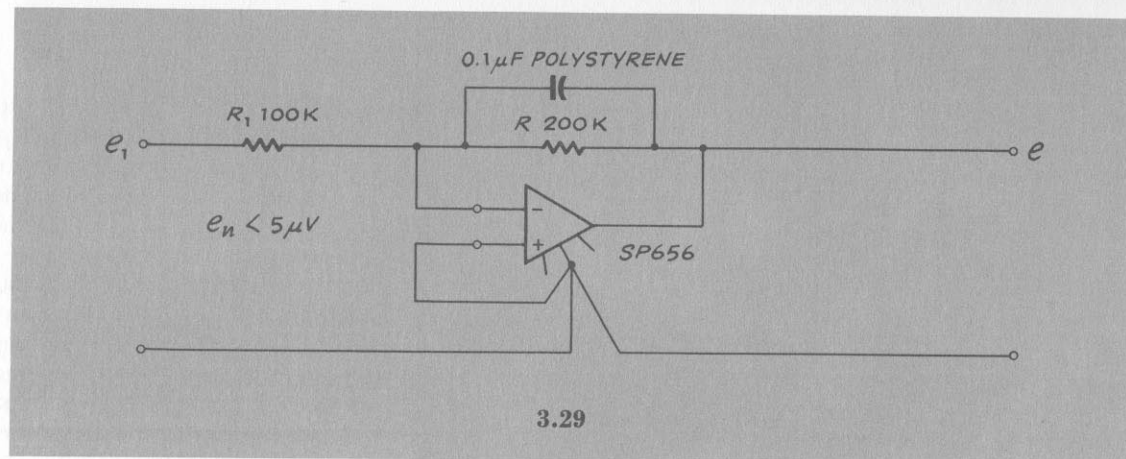 0.1μF POLYSTYRENE
R₁ 100K
R 200K
e₁
e
eₙ < 5μV
−
+
SP656
3.29